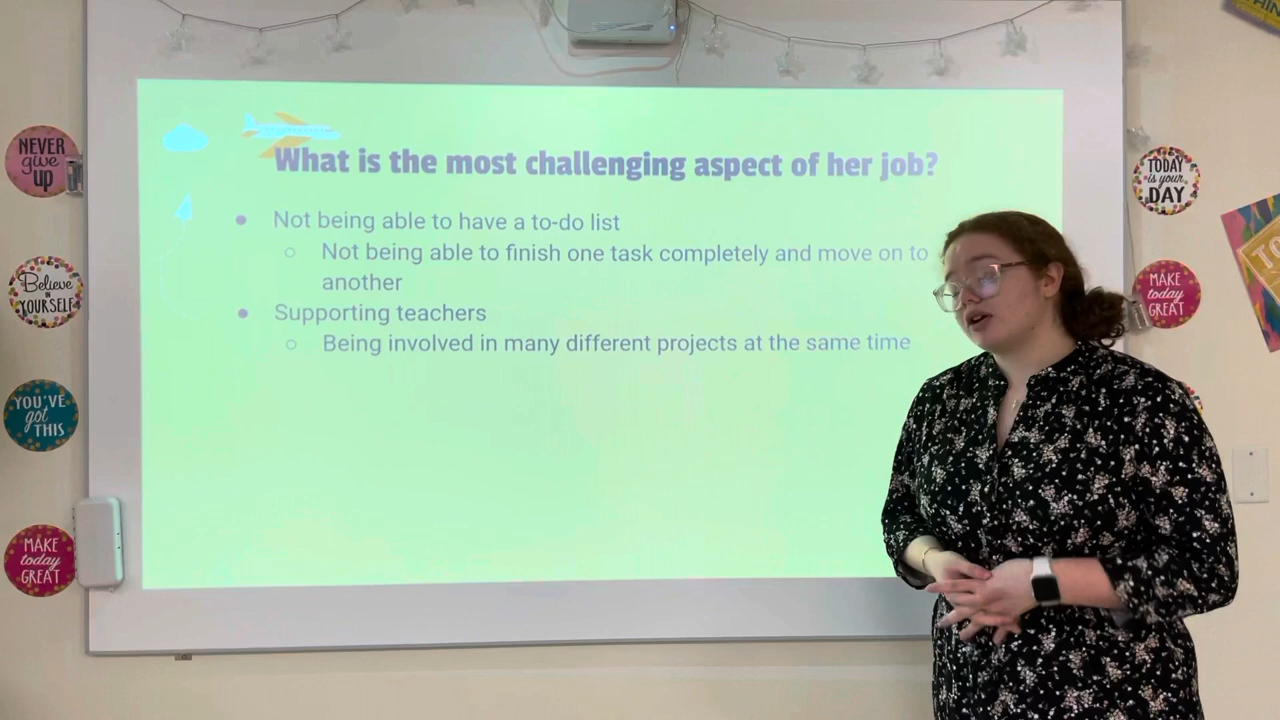 What is the most challenging aspect of her job?
● Not being able to have a to-do list
○ Not being able to finish one task completely and move on to
another
● Supporting teachers
○ Being involved in many different projects at the same time
NEVER
give
UP
Believe
IN
YOURSELF
YOU'VE
got
THIS
MAKE
today
GREAT
TODAY
is your
DAY
MAKE
today
GREAT